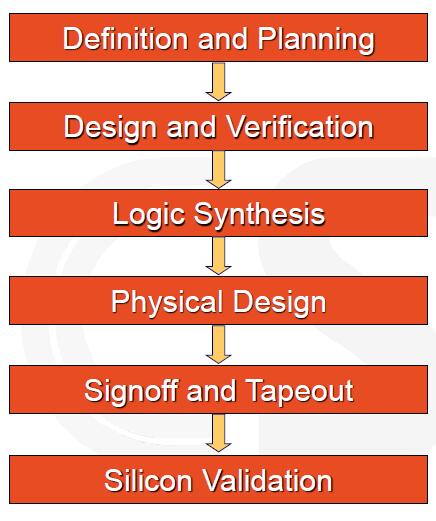 Definition and Planning
Design and Verification
Logic Synthesis
Physical Design
Signoff and Tapeout
Silicon Validation